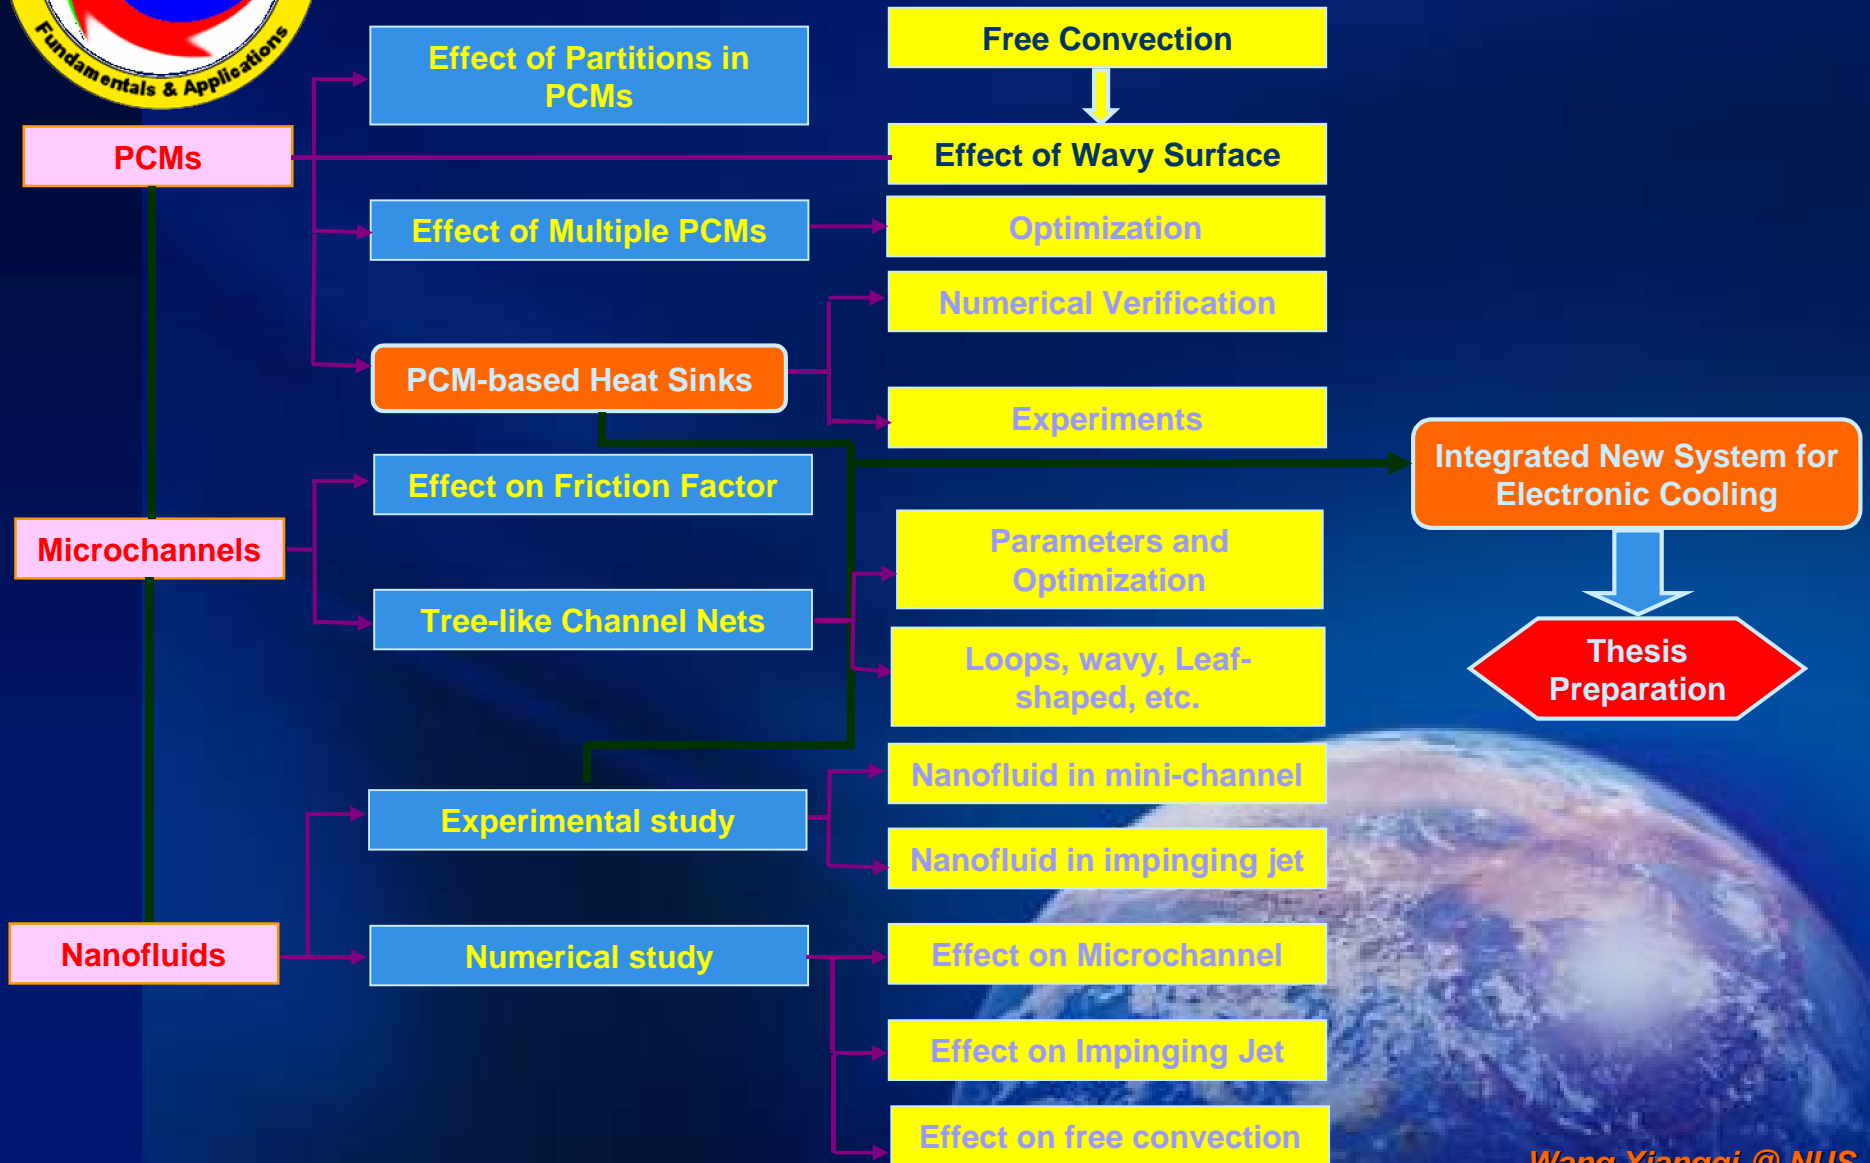 Fundamentals & Applications
Free Convection
Effect of Partitions in
PCMs
PCMs
Effect of Wavy Surface
Effect of Multiple PCMs
Optimization
Numerical Verification
PCM-based Heat Sinks
Experiments
Integrated New System for
Electronic Cooling
Effect on Friction Factor
Microchannels
Parameters and
Optimization
Tree-like Channel Nets
Loops, wavy, Leaf-
shaped, etc.
Thesis
Preparation
Nanofluid in mini-channel
Experimental study
Nanofluid in impinging jet
Nanofluids
Numerical study
Effect on Microchannel
Effect on Impinging Jet
Effect on free convection
Wang Xiangqi @ NUS